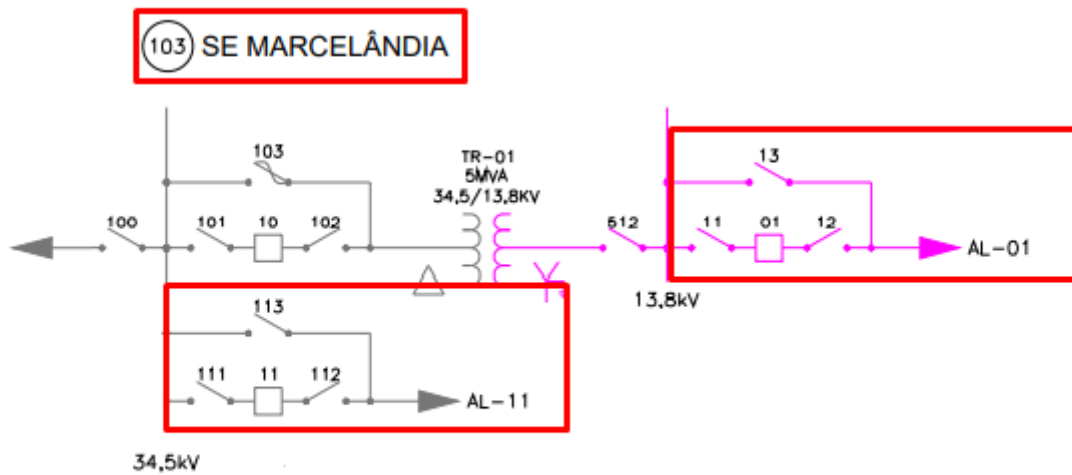 103 SE MARCELÂNDIA
103
TR-01
5MVA
34,5/13,8KV
13
100
101
10
102
512
11
01
12
AL-01
13,8kV
113
111
11
112
AL-11
34,5kV